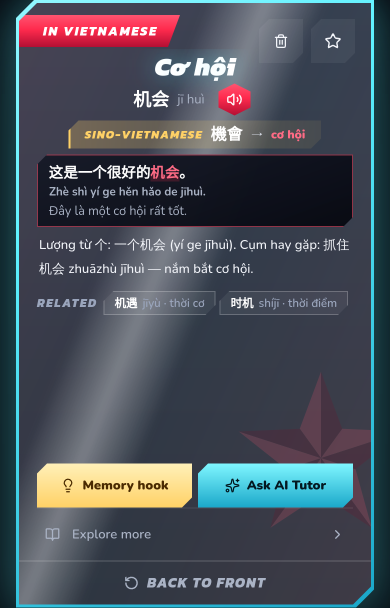 IN VIETNAMESE
Cơ hội
机会 jī huì
SINO-VIETNAMESE 機會 → cơ hội
这是一个很好的机会。
Zhè shì yí ge hěn hǎo de jīhuì.
Đây là một cơ hội rất tốt.
Lượng từ 个: 一个机会 (yí ge jīhuì). Cụm hay gặp: 抓住
机会 zhuāzhù jīhuì — nắm bắt cơ hội.
RELATED 机遇 jīyù · thời cơ 时机 shíjī · thời điểm
Memory hook Ask AI Tutor
Explore more
BACK TO FRONT